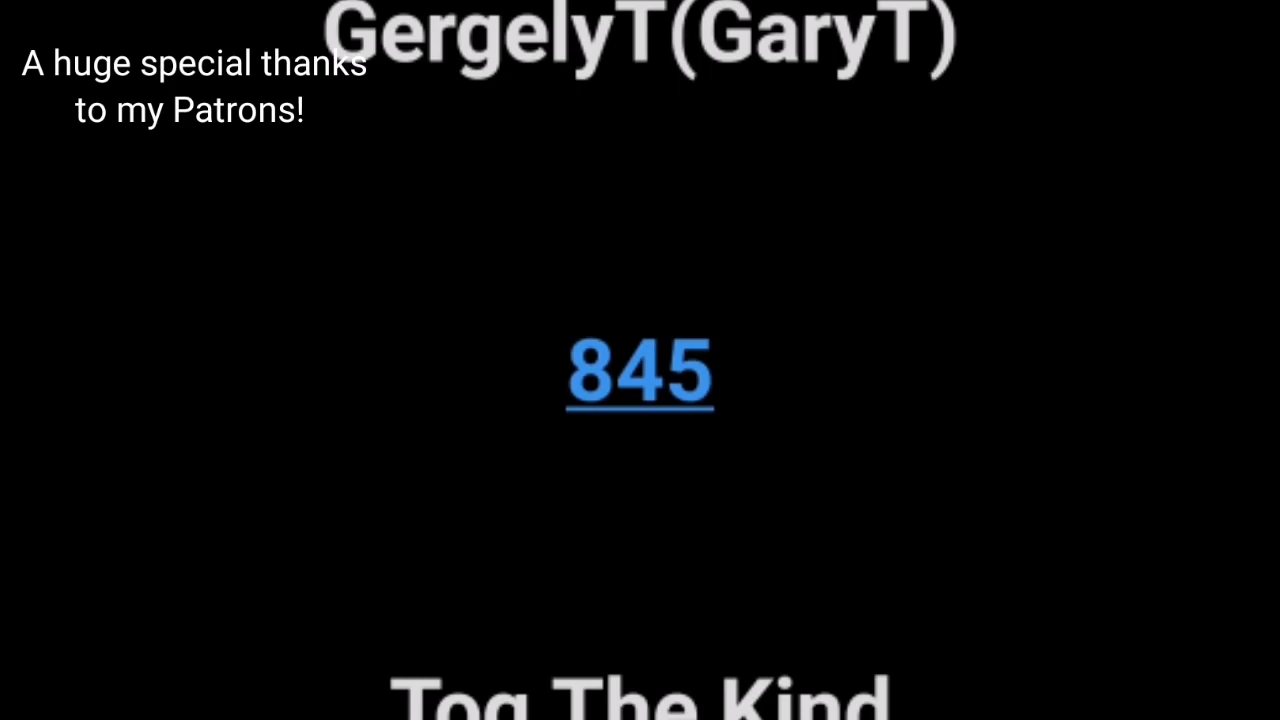 GergelyT(GaryT)
A huge special thanks
to my Patrons!
845
Tog The Kind